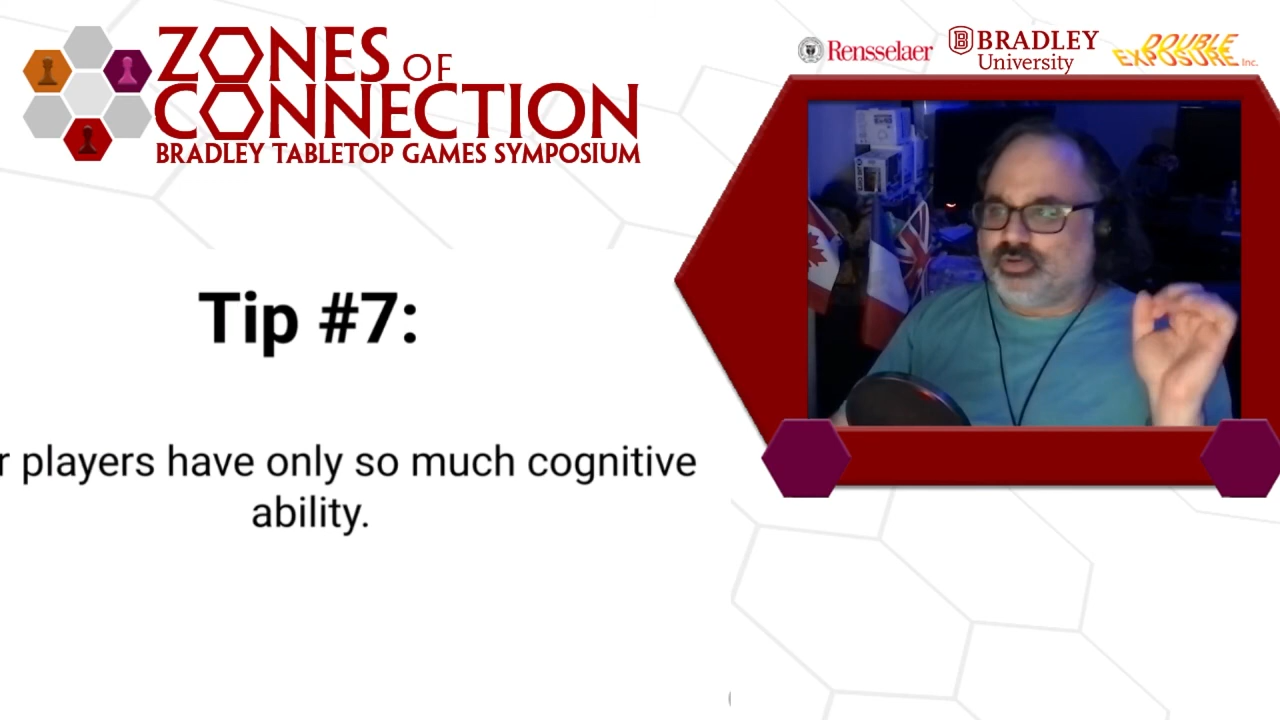 ZONES OF
CONNECTION
BRADLEY TABLETOP GAMES SYMPOSIUM
Rensselaer
BRADLEY
University
DOUBLE
EXPOSURE Inc.
Tip #7:
r players have only so much cognitive
ability.